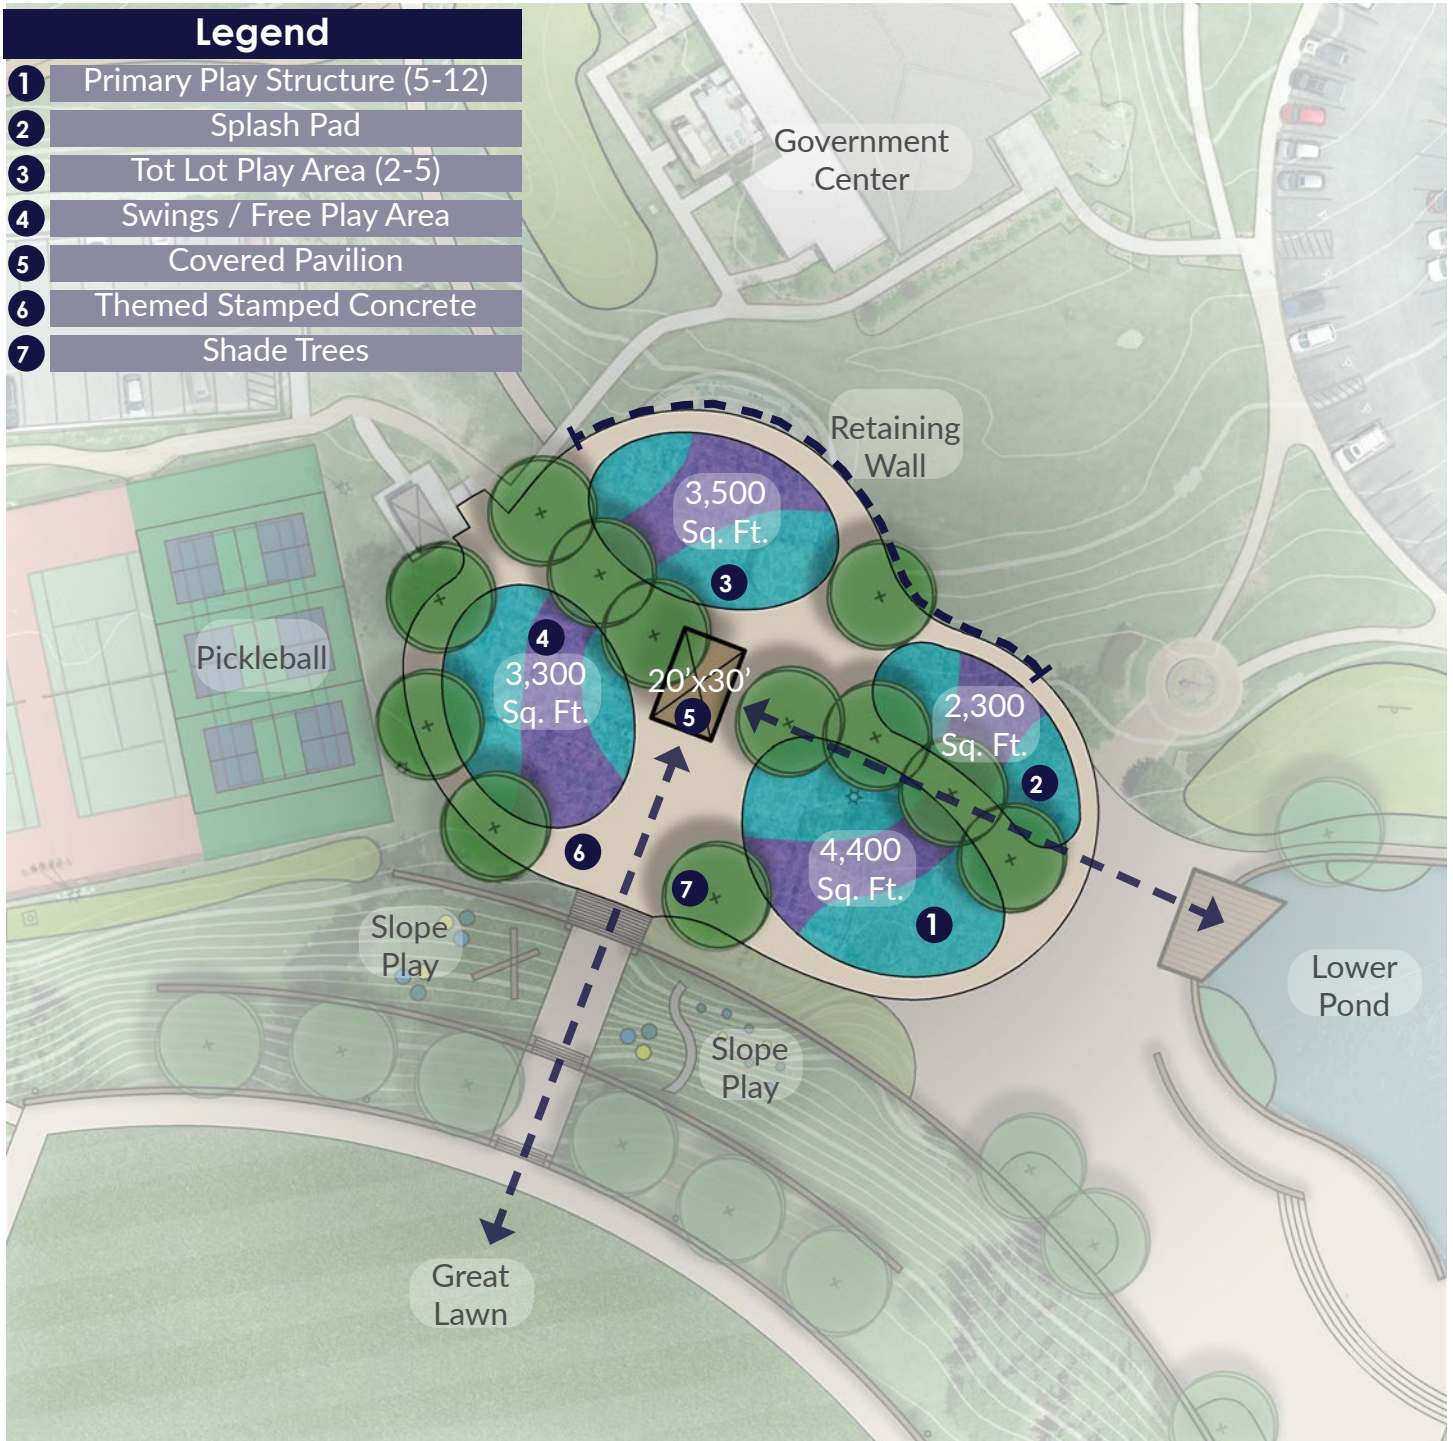 Legend
1 Primary Play Structure (5-12)
2 Splash Pad
3 Tot Lot Play Area (2-5)
4 Swings / Free Play Area
5 Covered Pavilion
6 Themed Stamped Concrete
7 Shade Trees
Government
Center
Retaining
Wall
3,500
Sq. Ft.
3
4
3,300
Sq. Ft.
Pickleball
20'x30'
5
2,300
Sq. Ft.
2
4,400
Sq. Ft.
1
6
7
Slope
Play
Slope
Play
Lower
Pond
Great
Lawn